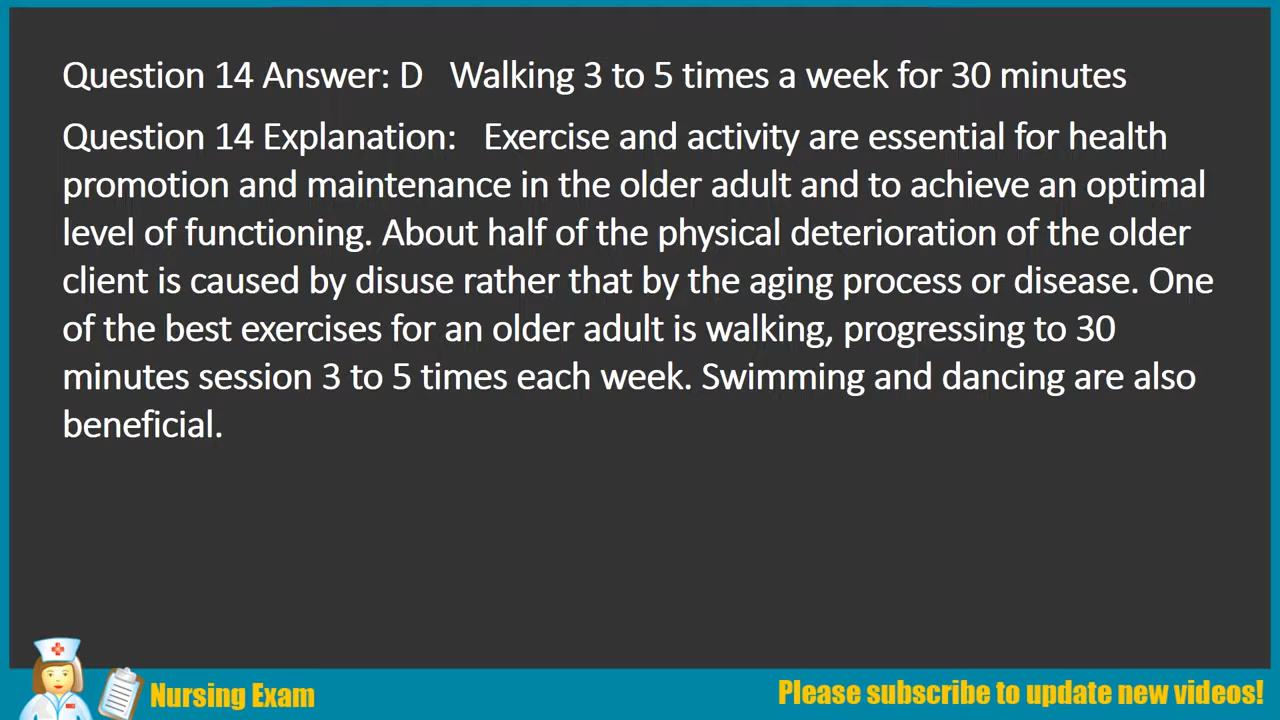 Question 14 Answer: D   Walking 3 to 5 times a week for 30 minutes
Question 14 Explanation:   Exercise and activity are essential for health
promotion and maintenance in the older adult and to achieve an optimal
level of functioning. About half of the physical deterioration of the older
client is caused by disuse rather that by the aging process or disease. One
of the best exercises for an older adult is walking, progressing to 30
minutes session 3 to 5 times each week. Swimming and dancing are also
beneficial.
Nursing Exam
Please subscribe to update new videos!